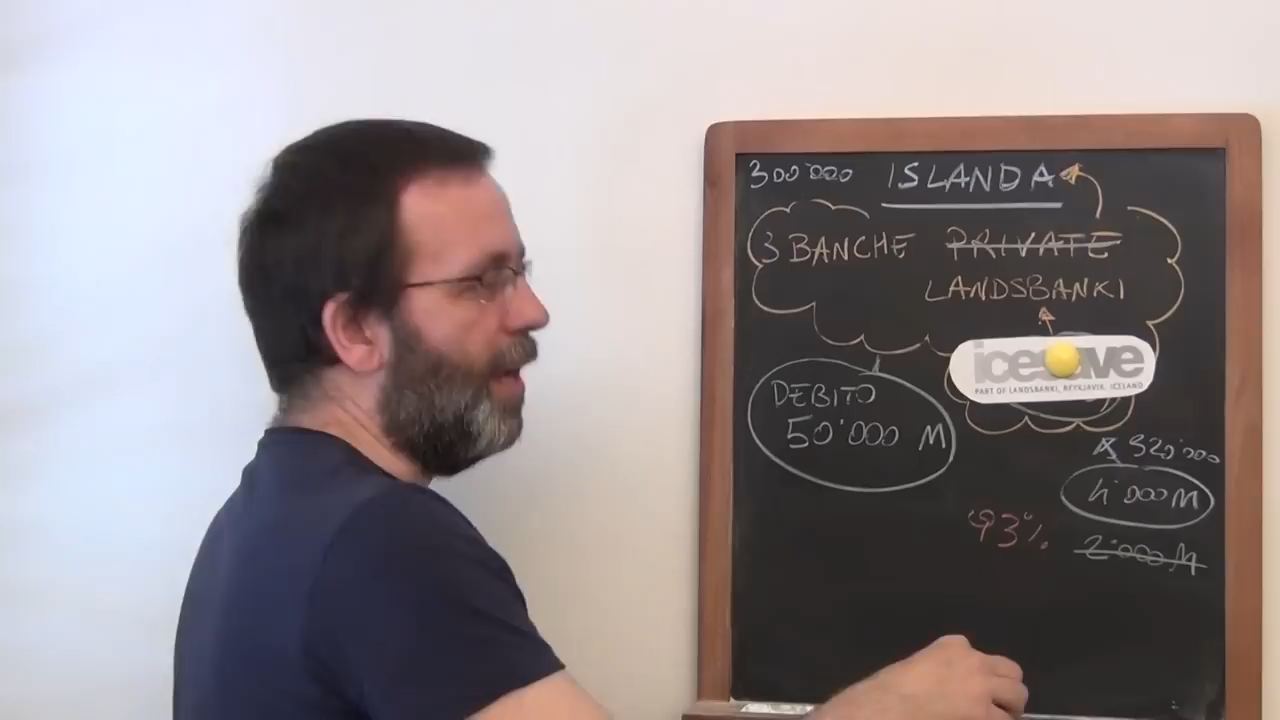 300'000 ISLANDA
3 BANCHE PRIVATE
LANDSBANKI
icesave
PART OF LANDSBANKI, REYKJAVIK, ICELAND
DEBITO
50'000 M
320'000
4'000 M
93%
2'000 M